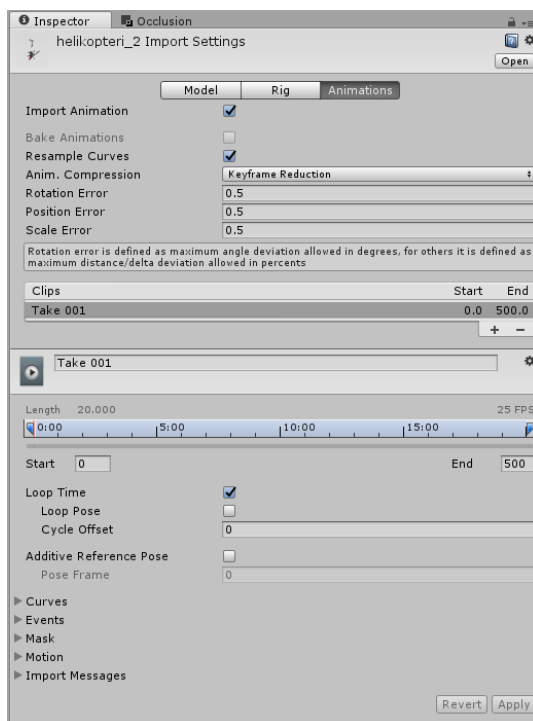 Inspector Occlusion
helikopteri_2 Import Settings
Open
Model Rig Animations
Import Animation
Bake Animations
Resample Curves
Anim. Compression Keyframe Reduction
Rotation Error 0.5
Position Error 0.5
Scale Error 0.5
Rotation error is defined as maximum angle deviation allowed in degrees, for others it is defined as
maximum distance/delta deviation allowed in percents
Clips Start End
Take 001 0.0 500.0
+ −
Take 001
Length 20.000 25 FPS
0:00 5:00 10:00 15:00
Start 0 End 500
Loop Time
Loop Pose
Cycle Offset 0
Additive Reference Pose
Pose Frame 0
Curves
Events
Mask
Motion
Import Messages
Revert Apply